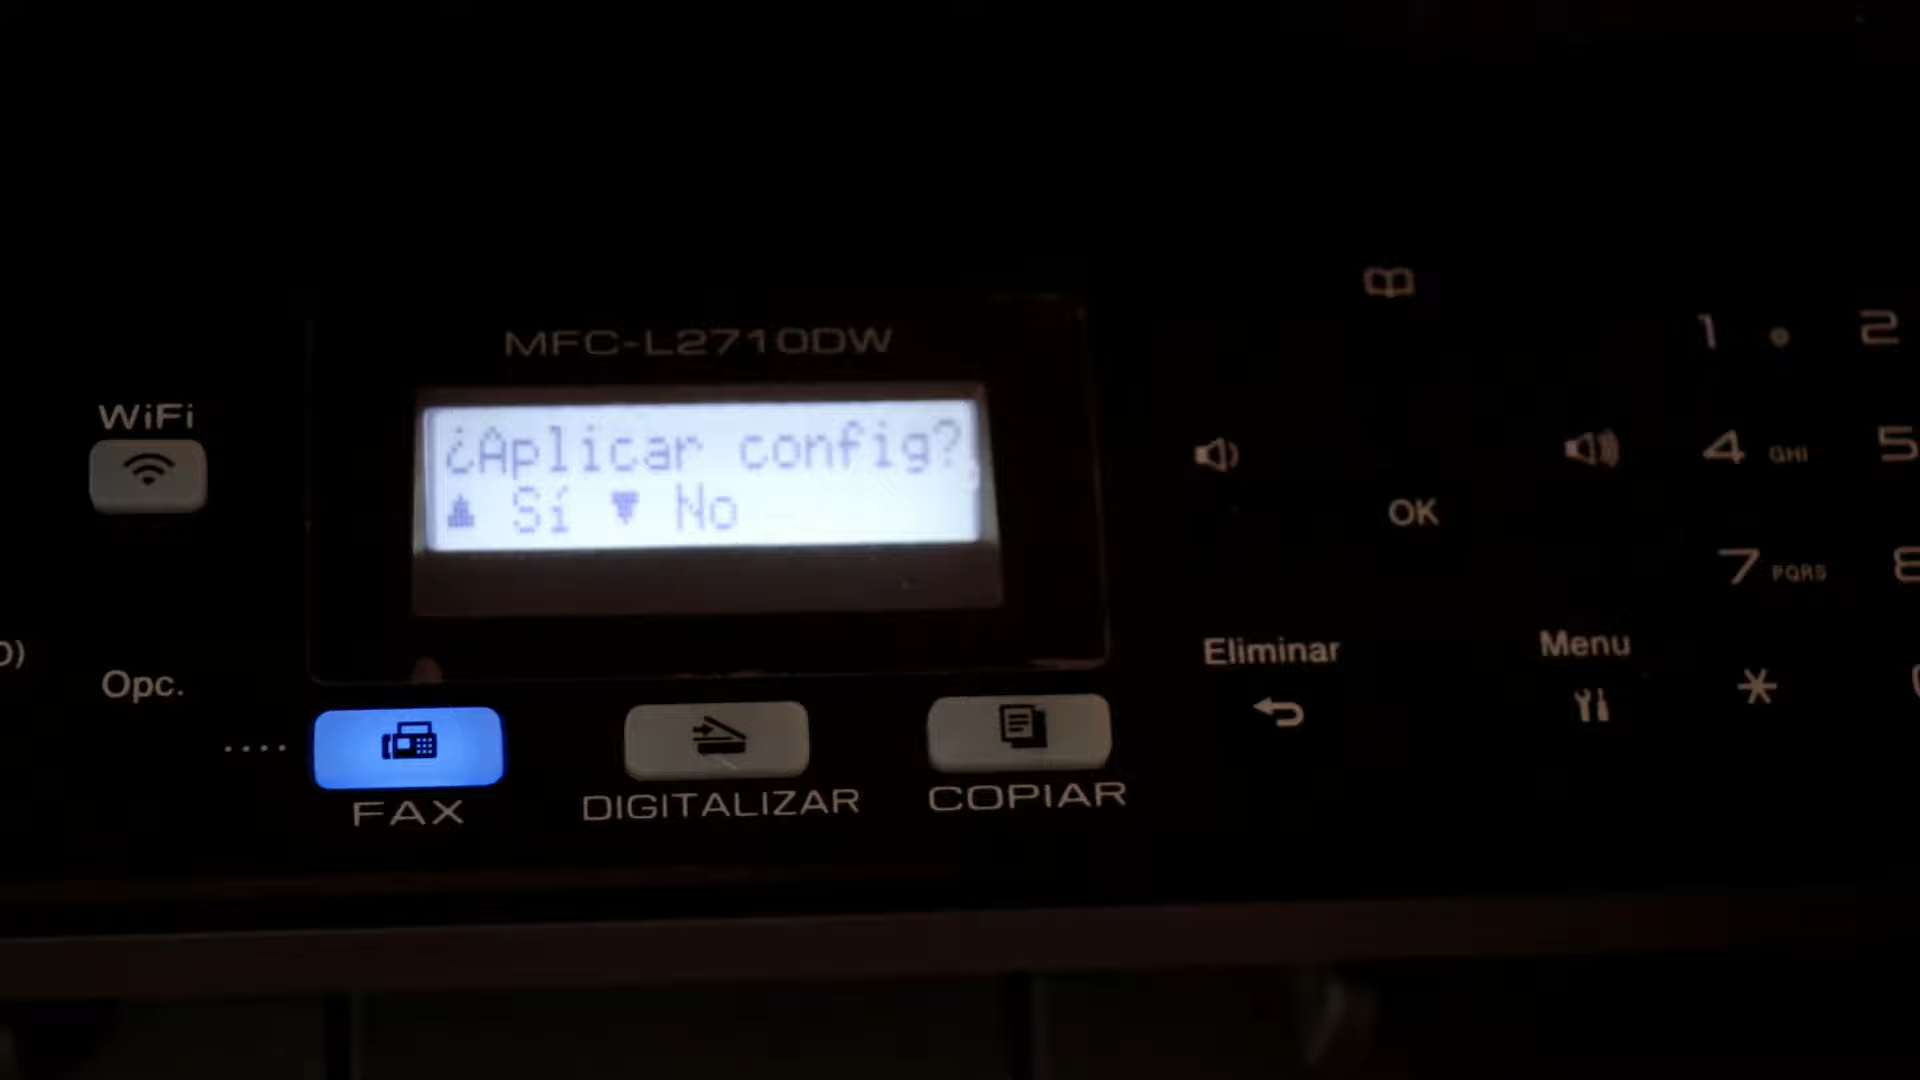 MFC-L2710DW
WiFi
¿Aplicar config?
▲ Sí ▼ No
Opc.
FAX
DIGITALIZAR
COPIAR
OK
Eliminar
Menu
1 2
4 GHI 5
7 PQRS 8
*